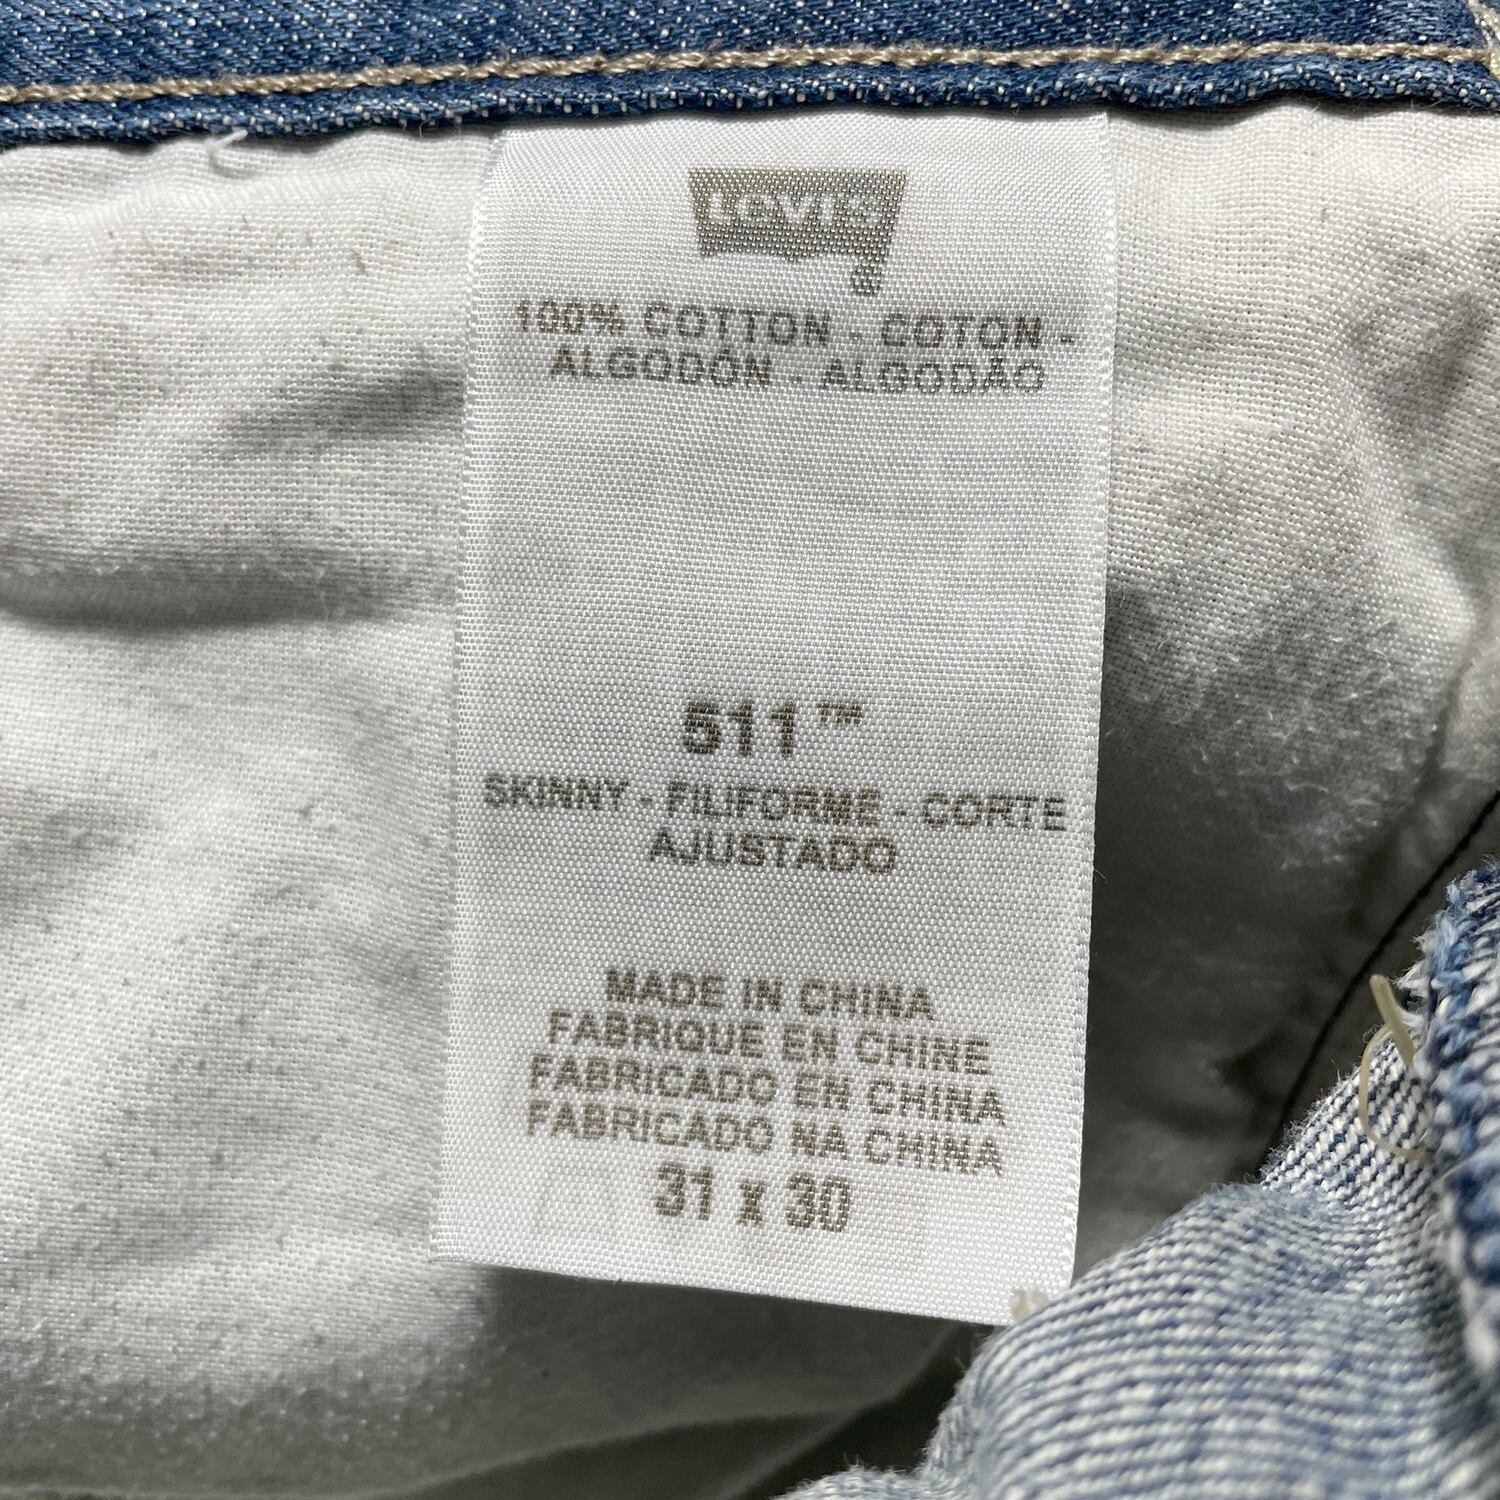 Levi's
100% COTTON - COTON -
ALGODÓN - ALGODÃO
511™
SKINNY - FILIFORME - CORTE
AJUSTADO
MADE IN CHINA
FABRIQUE EN CHINE
FABRICADO EN CHINA
FABRICADO NA CHINA
31 x 30